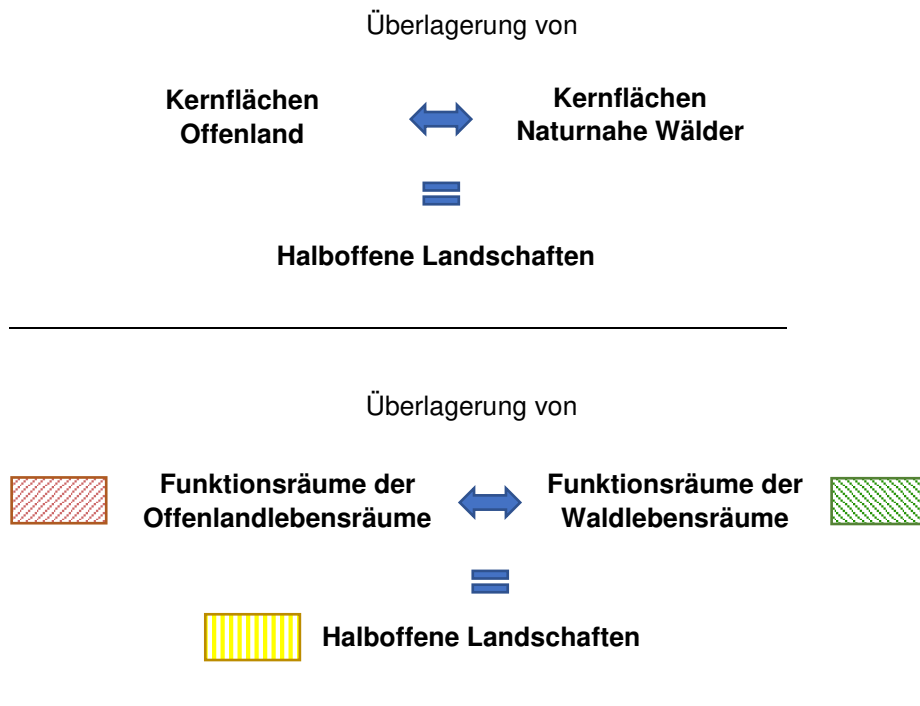 Überlagerung von
Kernflächen
Offenland
Kernflächen
Naturnahe Wälder
Halboffene Landschaften
Überlagerung von
Funktionsräume der
Offenlandlebensräume
Funktionsräume der
Waldlebensräume
Halboffene Landschaften